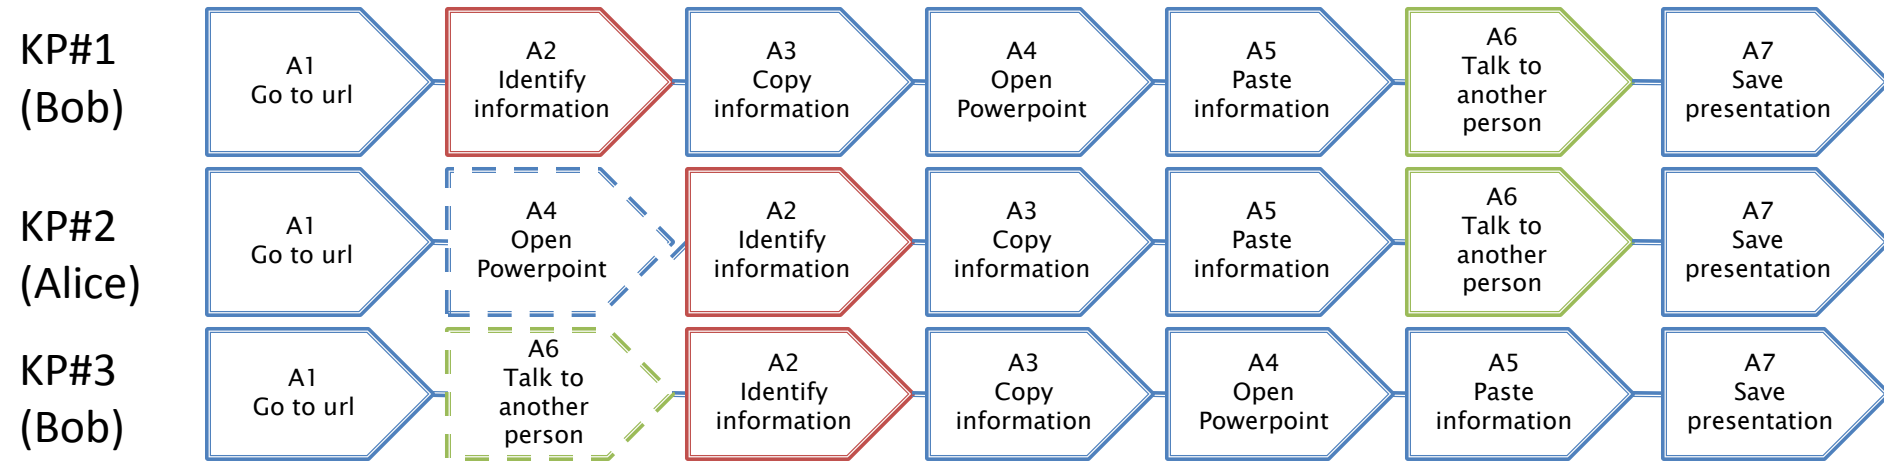 KP#1
(Bob)
A1
Go to url
A2
Identify
information
A3
Copy
information
A4
Open
Powerpoint
A5
Paste
information
A6
Talk to
another
person
A7
Save
presentation
KP#2
(Alice)
A1
Go to url
A4
Open
Powerpoint
A2
Identify
information
A3
Copy
information
A5
Paste
information
A6
Talk to
another
person
A7
Save
presentation
KP#3
(Bob)
A1
Go to url
A6
Talk to
another
person
A2
Identify
information
A3
Copy
information
A4
Open
Powerpoint
A5
Paste
information
A7
Save
presentation